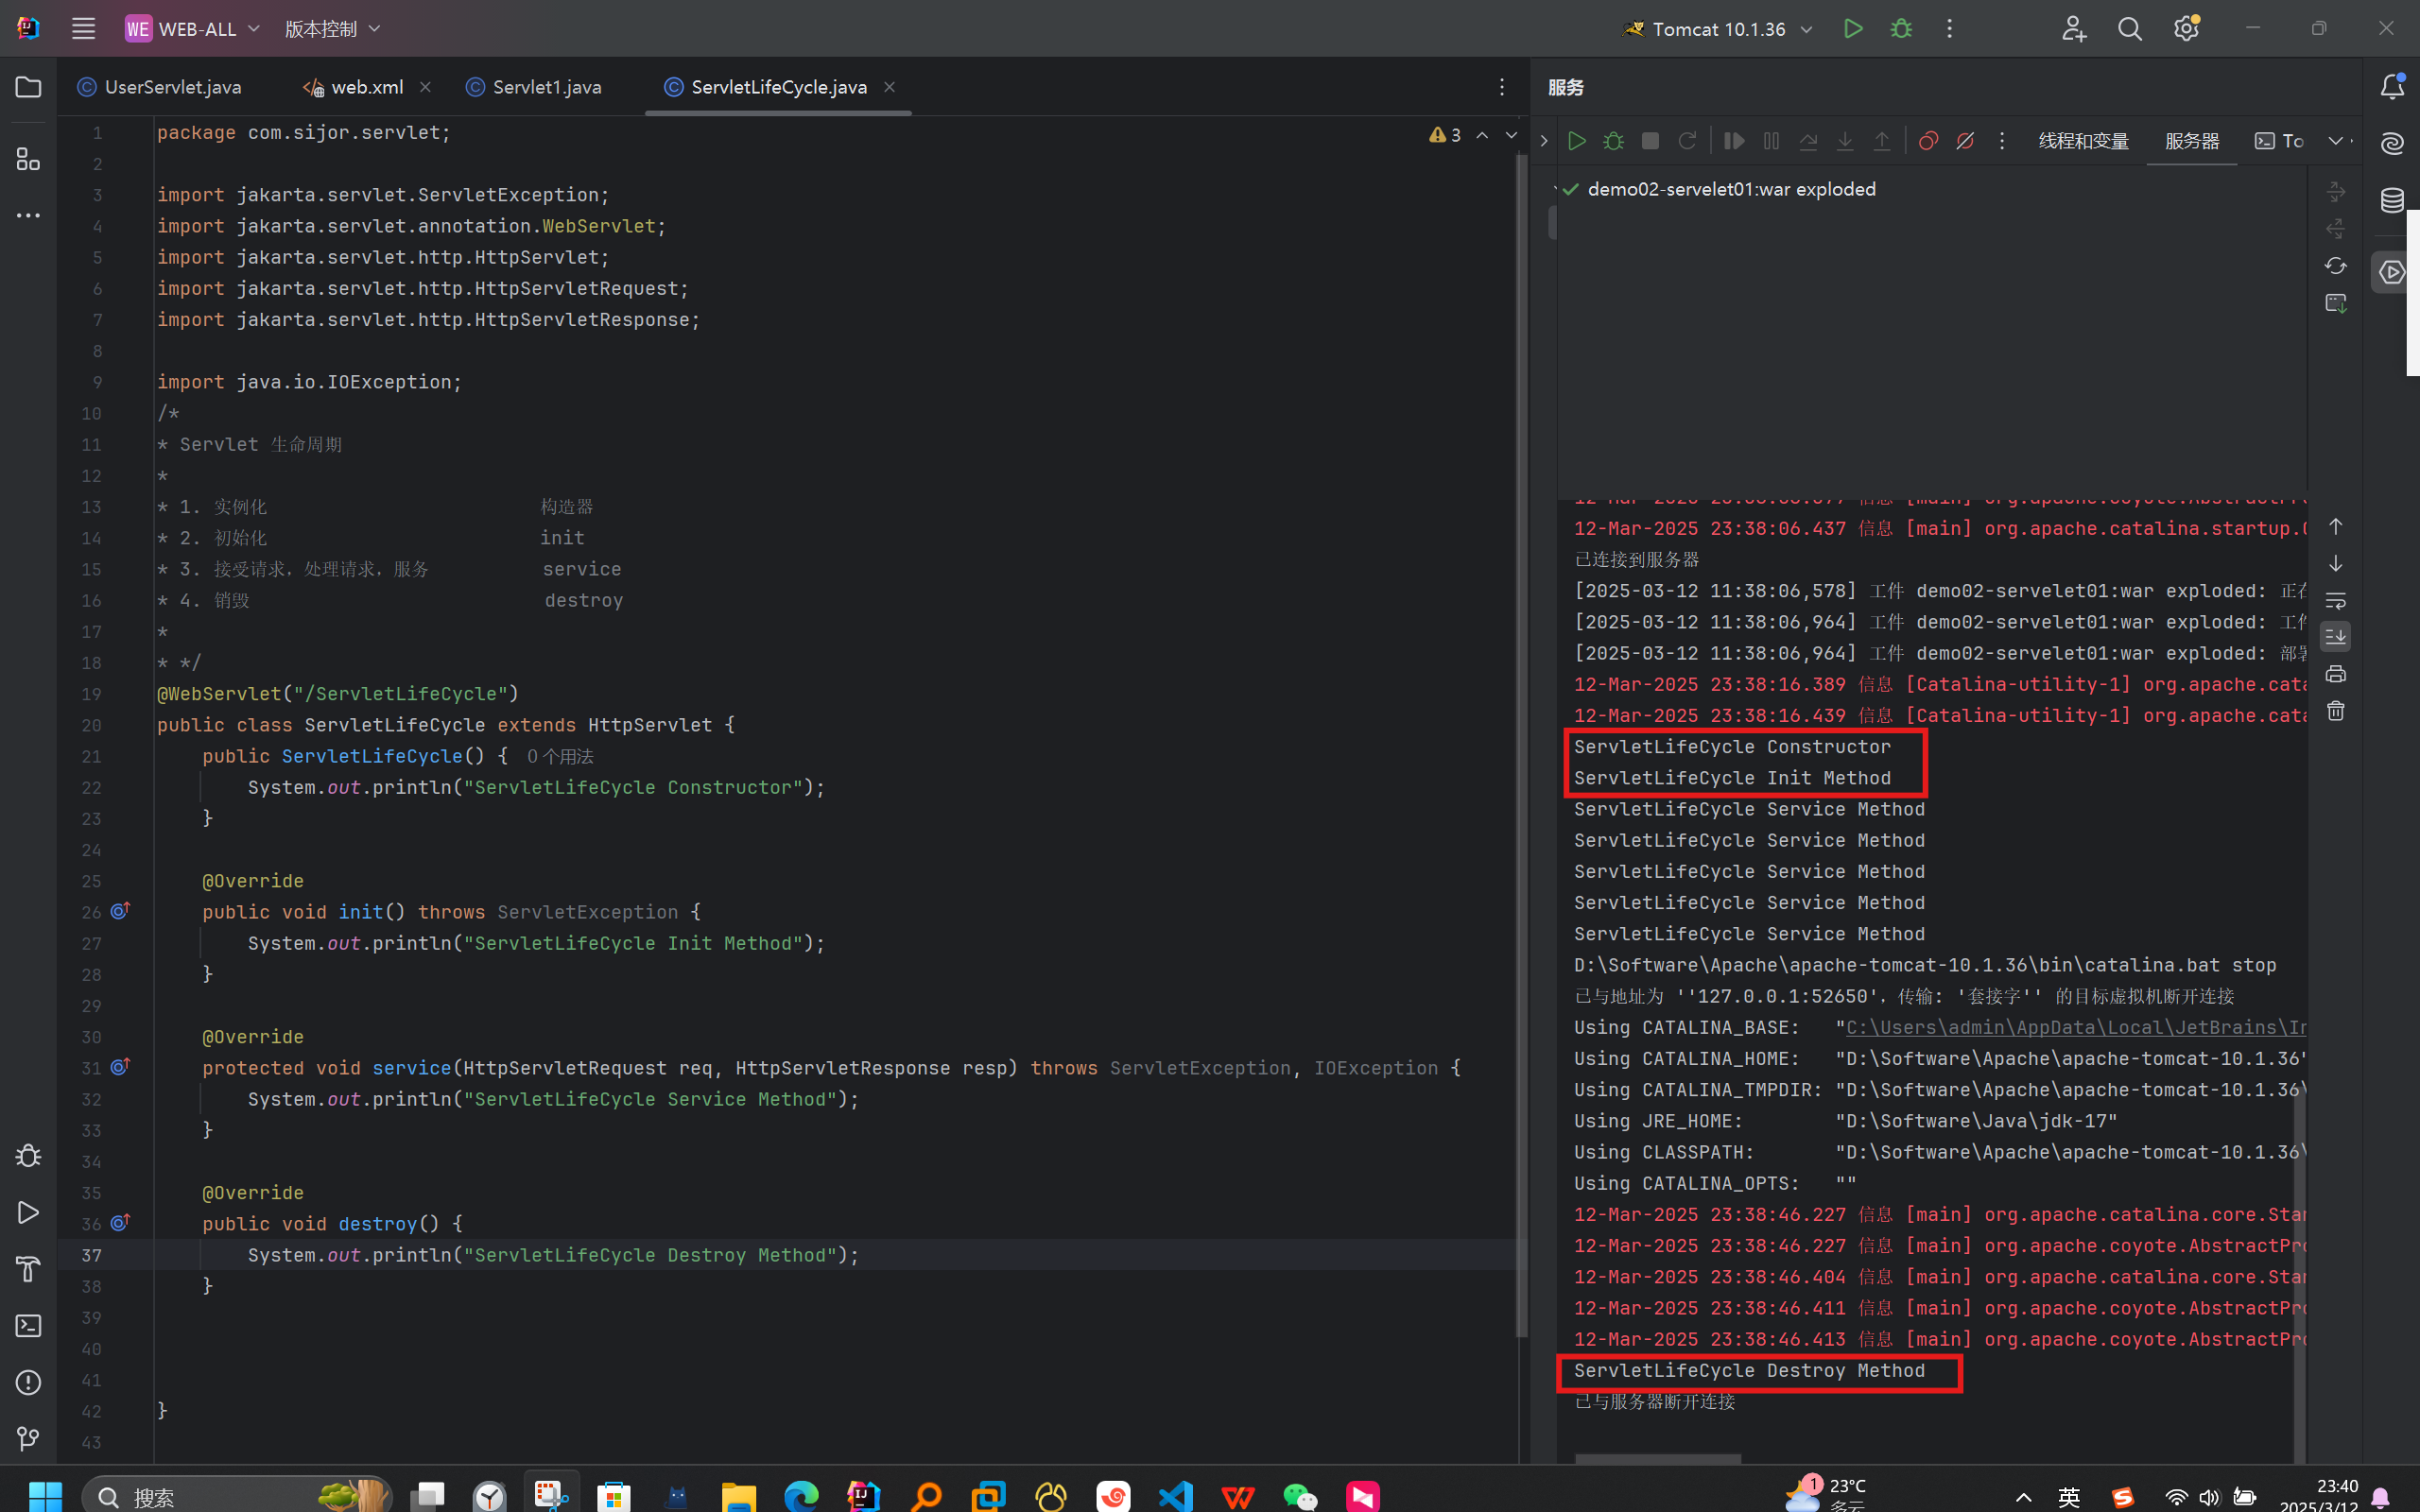 WE WEB-ALL 版本控制 Tomcat 10.1.36
UserServlet.java web.xml Servlet1.java ServletLifeCycle.java
3
1 package com.sijor.servlet;
2
3 import jakarta.servlet.ServletException;
4 import jakarta.servlet.annotation.WebServlet;
5 import jakarta.servlet.http.HttpServlet;
6 import jakarta.servlet.http.HttpServletRequest;
7 import jakarta.servlet.http.HttpServletResponse;
8
9 import java.io.IOException;
10 /*
11 * Servlet 生命周期
12 *
13 * 1. 实例化 构造器
14 * 2. 初始化 init
15 * 3. 接受请求，处理请求，服务 service
16 * 4. 销毁 destroy
17 *
18 * */
19 @WebServlet("/ServletLifeCycle")
20 public class ServletLifeCycle extends HttpServlet {
21 public ServletLifeCycle() { 0 个用法
22 System.out.println("ServletLifeCycle Constructor");
23 }
24
25 @Override
26 public void init() throws ServletException {
27 System.out.println("ServletLifeCycle Init Method");
28 }
29
30 @Override
31 protected void service(HttpServletRequest req, HttpServletResponse resp) throws ServletException, IOException {
32 System.out.println("ServletLifeCycle Service Method");
33 }
34
35 @Override
36 public void destroy() {
37 System.out.println("ServletLifeCycle Destroy Method");
38 }
39
40
41
42 }
43
服务
线程和变量 服务器 To
demo02-servelet01:war exploded
12-Mar-2025 23:38:06.437 信息 [main] org.apache.catalina.startup.
已连接到服务器
[2025-03-12 11:38:06,578] 工件 demo02-servelet01:war exploded: 正在
[2025-03-12 11:38:06,964] 工件 demo02-servelet01:war exploded: 工件
[2025-03-12 11:38:06,964] 工件 demo02-servelet01:war exploded: 部署
12-Mar-2025 23:38:16.389 信息 [Catalina-utility-1] org.apache.cata
12-Mar-2025 23:38:16.439 信息 [Catalina-utility-1] org.apache.cata
ServletLifeCycle Constructor
ServletLifeCycle Init Method
ServletLifeCycle Service Method
ServletLifeCycle Service Method
ServletLifeCycle Service Method
ServletLifeCycle Service Method
ServletLifeCycle Service Method
D:\Software\Apache\apache-tomcat-10.1.36\bin\catalina.bat stop
已与地址为 ''127.0.0.1:52650'，传输: '套接字'' 的目标虚拟机断开连接
Using CATALINA_BASE: "C:\Users\admin\AppData\Local\JetBrains\In
Using CATALINA_HOME: "D:\Software\Apache\apache-tomcat-10.1.36"
Using CATALINA_TMPDIR: "D:\Software\Apache\apache-tomcat-10.1.36\
Using JRE_HOME: "D:\Software\Java\jdk-17"
Using CLASSPATH: "D:\Software\Apache\apache-tomcat-10.1.36\
Using CATALINA_OPTS: ""
12-Mar-2025 23:38:46.227 信息 [main] org.apache.catalina.core.Stan
12-Mar-2025 23:38:46.227 信息 [main] org.apache.coyote.AbstractPro
12-Mar-2025 23:38:46.404 信息 [main] org.apache.catalina.core.Stan
12-Mar-2025 23:38:46.411 信息 [main] org.apache.coyote.AbstractPro
12-Mar-2025 23:38:46.413 信息 [main] org.apache.coyote.AbstractPro
ServletLifeCycle Destroy Method
已与服务器断开连接
搜索
1 23°C
多云
英
23:40
2025/3/12